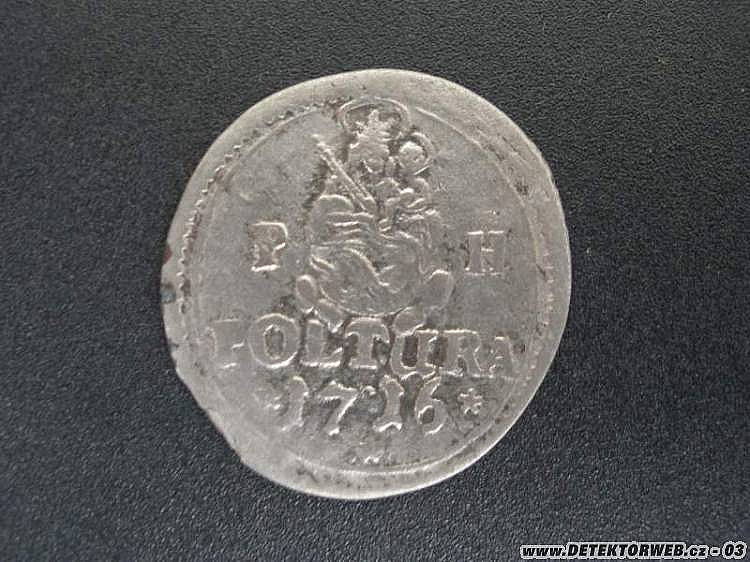 P H
POLTURA
*1716*
www.DETEKTORWEB.cz - 03